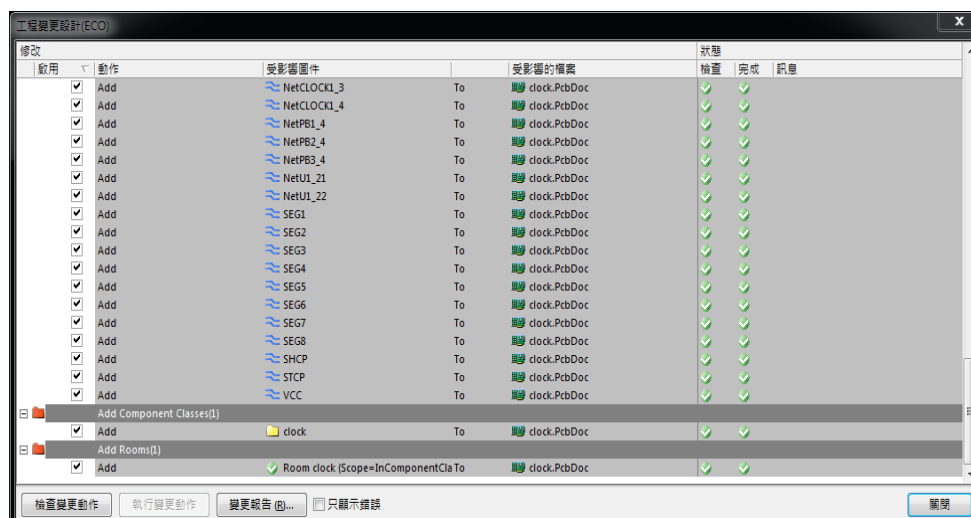 工程變更設計(ECO) x
修改 狀態
啟用 動作 受影響圖件 受影響的檔案 檢查 完成 訊息
Add NetCLOCK1_3 To clock.PcbDoc
Add NetCLOCK1_4 To clock.PcbDoc
Add NetPB1_4 To clock.PcbDoc
Add NetPB2_4 To clock.PcbDoc
Add NetPB3_4 To clock.PcbDoc
Add NetU1_21 To clock.PcbDoc
Add NetU1_22 To clock.PcbDoc
Add SEG1 To clock.PcbDoc
Add SEG2 To clock.PcbDoc
Add SEG3 To clock.PcbDoc
Add SEG4 To clock.PcbDoc
Add SEG5 To clock.PcbDoc
Add SEG6 To clock.PcbDoc
Add SEG7 To clock.PcbDoc
Add SEG8 To clock.PcbDoc
Add SHCP To clock.PcbDoc
Add STCP To clock.PcbDoc
Add VCC To clock.PcbDoc
Add Component Classes(1)
Add clock To clock.PcbDoc
Add Rooms(1)
Add Room clock (Scope=InComponentCla To clock.PcbDoc
檢查變更動作 執行變更動作 變更報告 (R)... 只顯示錯誤 關閉